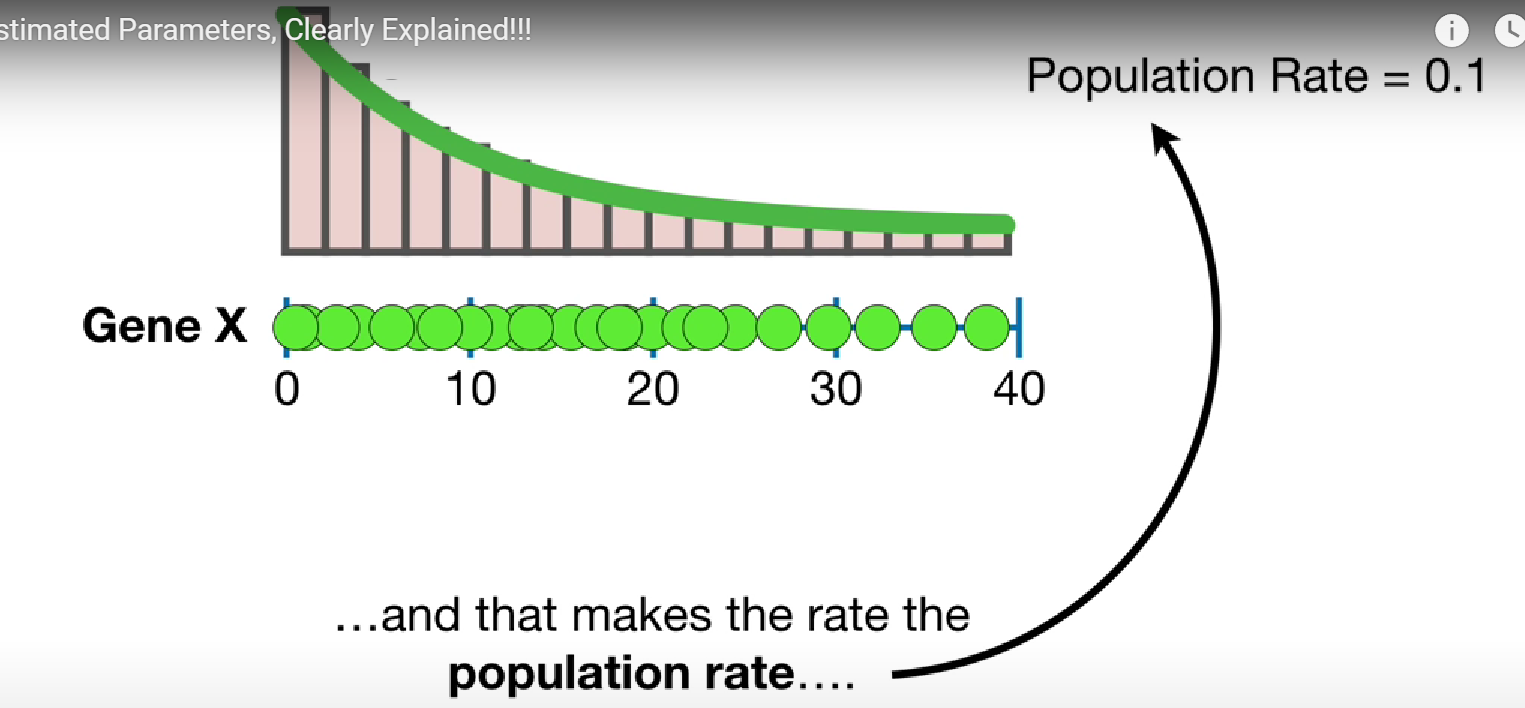 stimated Parameters, Clearly Explained!!!
Population Rate = 0.1
Gene X
0 10 20 30 40
…and that makes the rate the
population rate….